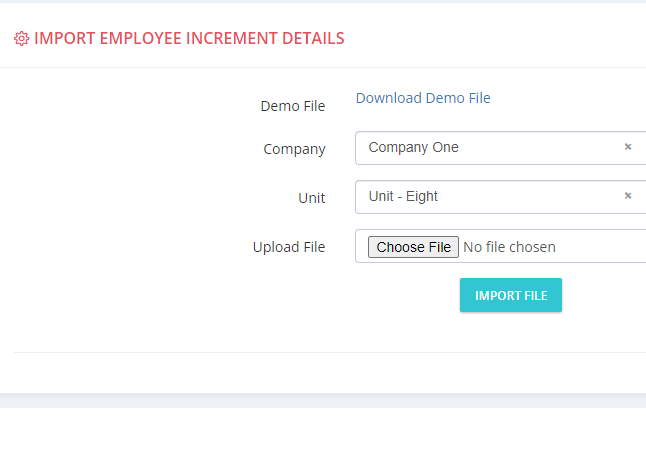 IMPORT EMPLOYEE INCREMENT DETAILS
Demo File Download Demo File
Company Company One ×
Unit Unit - Eight ×
Upload File Choose File No file chosen
IMPORT FILE